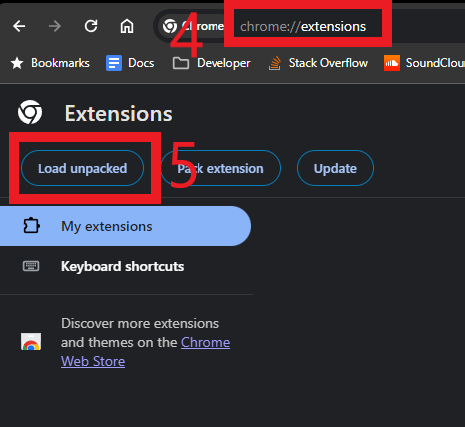 4
Chrome
chrome://extensions
Bookmarks
Docs
Developer
Stack Overflow
SoundClou
Extensions
Load unpacked
5
Pack extension
Update
My extensions
Keyboard shortcuts
Discover more extensions
and themes on the Chrome
Web Store